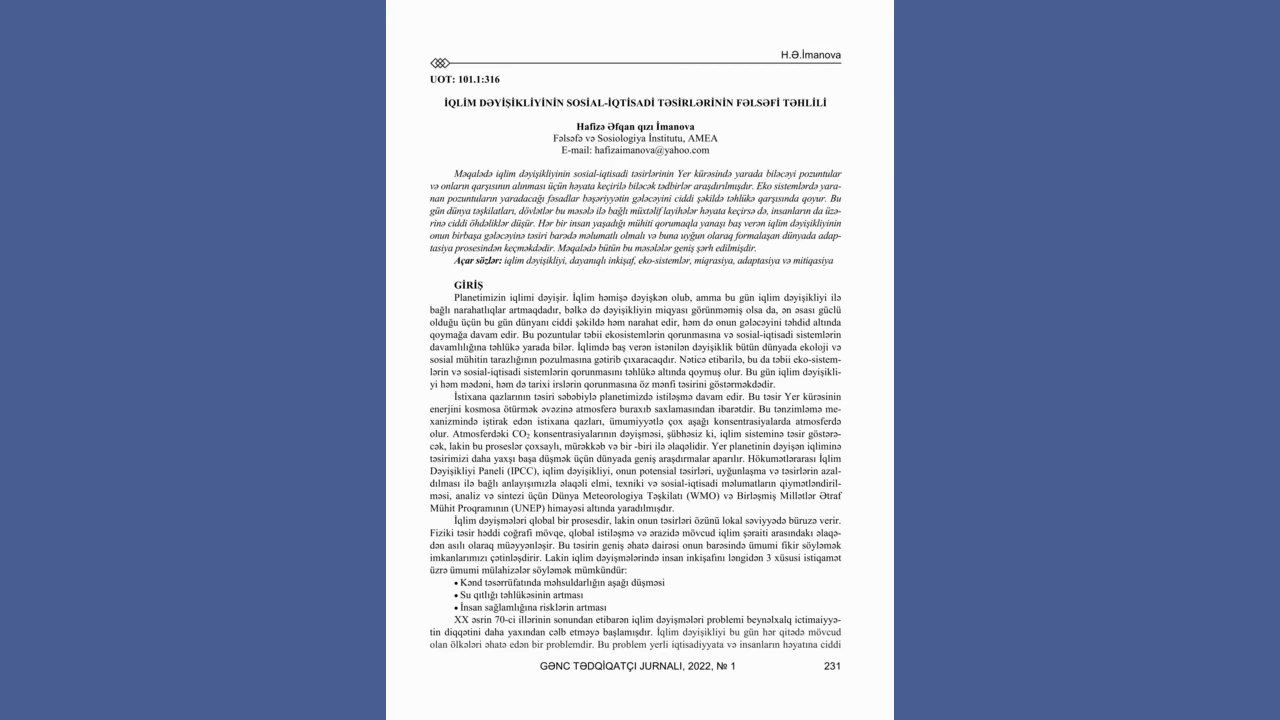 H.Ə.İmanova
UOT: 101.1:316
İQLİM DƏYİŞİKLİYİNİN SOSİAL-İQTİSADİ TƏSİRLƏRİNİN FƏLSƏFİ TƏHLİLİ
Hafizə Əfqan qızı İmanova
Fəlsəfə və Sosiologiya İnstitutu, AMEA
E-mail: hafizaimanova@yahoo.com
Məqalədə iqlim dəyişikliyinin sosial-iqtisadi təsirlərinin Yer kürəsində yarada biləcəyi pozuntular
və onların qarşısının alınması üçün həyata keçirilə biləcək tədbirlər araşdırılmışdır. Eko sistemlərdə yara-
nan pozuntuların yaradacağı fəsadlar bəşəriyyətin gələcəyini ciddi şəkildə təhlükə qarşısında qoyur. Bu
gün dünya təşkilatları, dövlətlər bu məsələ ilə bağlı müxtəlif layihələr həyata keçirsə də, insanların da üzə-
rinə ciddi öhdəliklər düşür. Hər bir insan yaşadığı mühiti qorumaqla yanaşı baş verən iqlim dəyişikliyinin
onun birbaşa gələcəyinə təsiri barədə məlumatlı olmalı və buna uyğun olaraq formalaşan dünyada adap-
tasiya prosesindən keçməkdədir. Məqalədə bütün bu məsələlər geniş şərh edilmişdir.
Açar sözlər: iqlim dəyişikliyi, dayanıqlı inkişaf, eko-sistemlər, miqrasiya, adaptasiya və mitiqasiya
GİRİŞ
Planetimizin iqlimi dəyişir. İqlim həmişə dəyişkən olub, amma bu gün iqlim dəyişikliyi ilə
bağlı narahatlıqlar artmaqdadır, bəlkə də dəyişikliyin miqyası görünməmiş olsa da, ən əsası güclü
olduğu üçün bu gün dünyanı ciddi şəkildə həm narahat edir, həm də onun gələcəyini təhdid altında
qoymağa davam edir. Bu pozuntular təbii ekosistemlərin qorunmasına və sosial-iqtisadi sistemlərin
davamlılığına təhlükə yarada bilər. İqlimdə baş verən istənilən dəyişiklik bütün dünyada ekoloji və
sosial mühitin tarazlığının pozulmasına gətirib çıxaracaqdır. Nəticə etibarilə, bu da təbii eko-sistem-
lərin və sosial-iqtisadi sistemlərin qorunmasını təhlükə altında qoymuş olur. Bu gün iqlim dəyişikli-
yi həm mədəni, həm də tarixi irslərin qorunmasına öz mənfi təsirini göstərməkdədir.
İstixana qazlarının təsiri səbəbiylə planetimizdə istiləşmə davam edir. Bu təsir Yer kürəsinin
enerjini kosmosa ötürmək əvəzinə atmosferə buraxıb saxlamasından ibarətdir. Bu tənzimləmə me-
xanizmində iştirak edən istixana qazları, ümumiyyətlə çox aşağı konsentrasiyalarda atmosferdə
olur. Atmosferdəki CO₂ konsentrasiyalarının dəyişməsi, şübhəsiz ki, iqlim sisteminə təsir göstərə-
cək, lakin bu proseslər çoxsaylı, mürəkkəb və bir -biri ilə əlaqəlidir. Yer planetinin dəyişən iqliminə
təsirimizi daha yaxşı başa düşmək üçün dünyada geniş araşdırmalar aparılır. Hökumətlərarası İqlim
Dəyişikliyi Paneli (IPCC), iqlim dəyişikliyi, onun potensial təsirləri, uyğunlaşma və təsirlərin azal-
dılması ilə bağlı anlayışımızla əlaqəli elmi, texniki və sosial-iqtisadi məlumatların qiymətləndiril-
məsi, analiz və sintezi üçün Dünya Meteorologiya Təşkilatı (WMO) və Birləşmiş Millətlər Ətraf
Mühit Proqramının (UNEP) himayəsi altında yaradılmışdır.
İqlim dəyişmələri qlobal bir prosesdir, lakin onun təsirləri özünü lokal səviyyədə büruzə verir.
Fiziki təsir həddi coğrafi mövqe, qlobal istiləşmə və ərazidə mövcud iqlim şəraiti arasındakı əlaqə-
dən asılı olaraq müəyyənləşir. Bu təsirin geniş əhatə dairəsi onun barəsində ümumi fikir söyləmək
imkanlarımızı çətinləşdirir. Lakin iqlim dəyişmələrində insan inkişafını ləngidən 3 xüsusi istiqamət
üzrə ümumi mülahizələr söyləmək mümkündür:
• Kənd təsərrüfatında məhsuldarlığın aşağı düşməsi
• Su qıtlığı təhlükəsinin artması
• İnsan sağlamlığına risklərin artması
XX əsrin 70-ci illərinin sonundan etibarən iqlim dəyişmələri problemi beynəlxalq ictimaiyyə-
tin diqqətini daha yaxından cəlb etməyə başlamışdır. İqlim dəyişikliyi bu gün hər qitədə mövcud
olan ölkələri əhatə edən bir problemdir. Bu problem yerli iqtisadiyyata və insanların həyatına ciddi
GƏNC TƏDQİQATÇI JURNALI, 2022, № 1 231